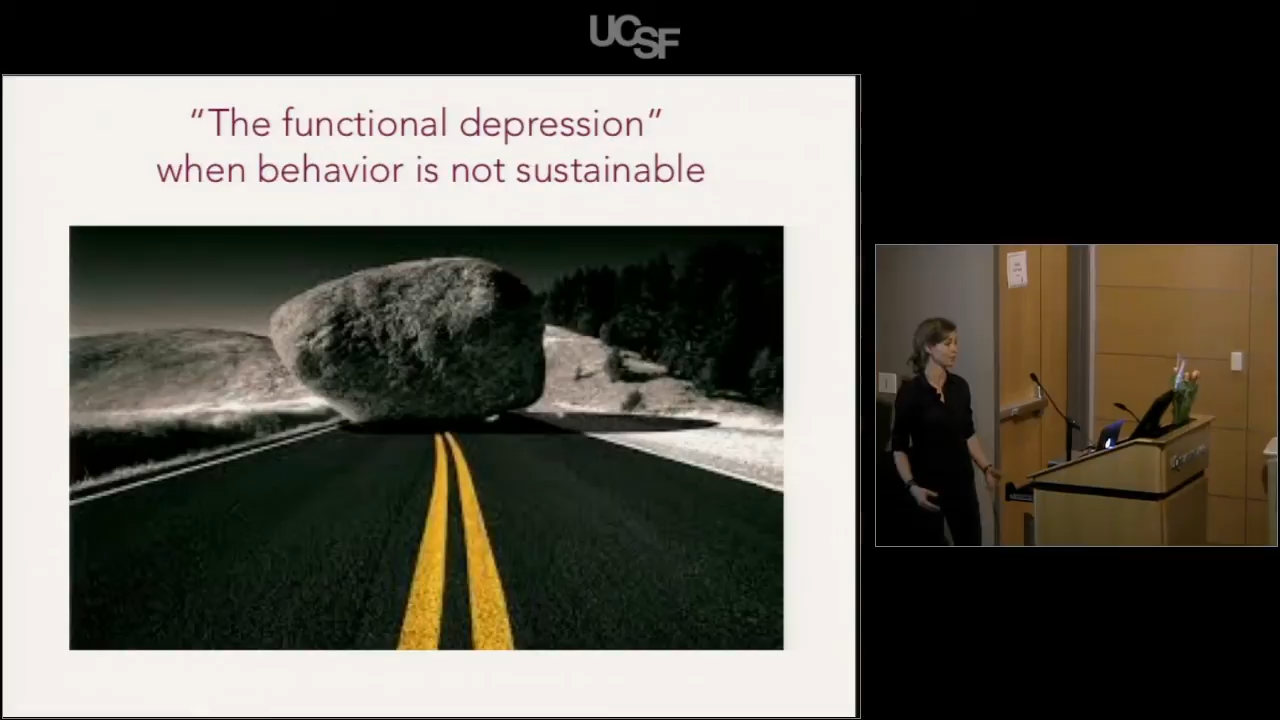 UCSF
“The functional depression”
when behavior is not sustainable